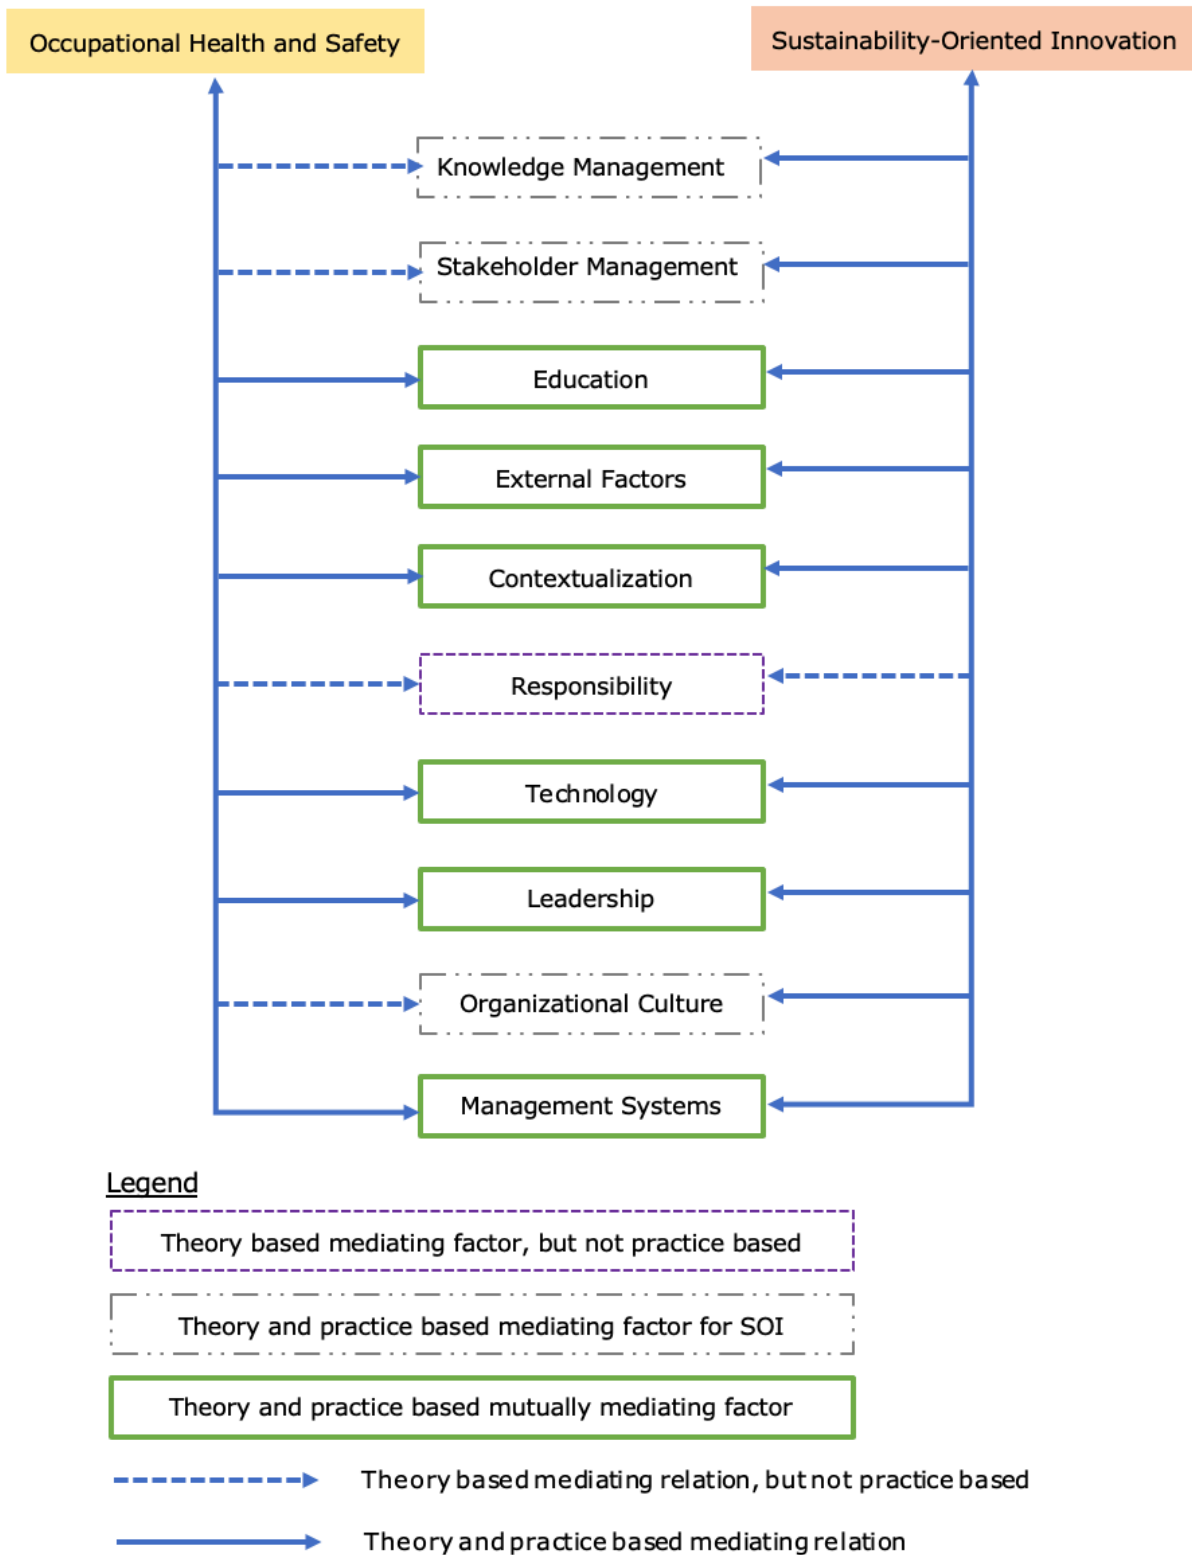 Occupational Health and Safety
Sustainability-Oriented Innovation
Knowledge Management
Stakeholder Management
Education
External Factors
Contextualization
Responsibility
Technology
Leadership
Organizational Culture
Management Systems
Legend
Theory based mediating factor, but not practice based
Theory and practice based mediating factor for SOI
Theory and practice based mutually mediating factor
Theory based mediating relation, but not practice based
Theory and practice based mediating relation